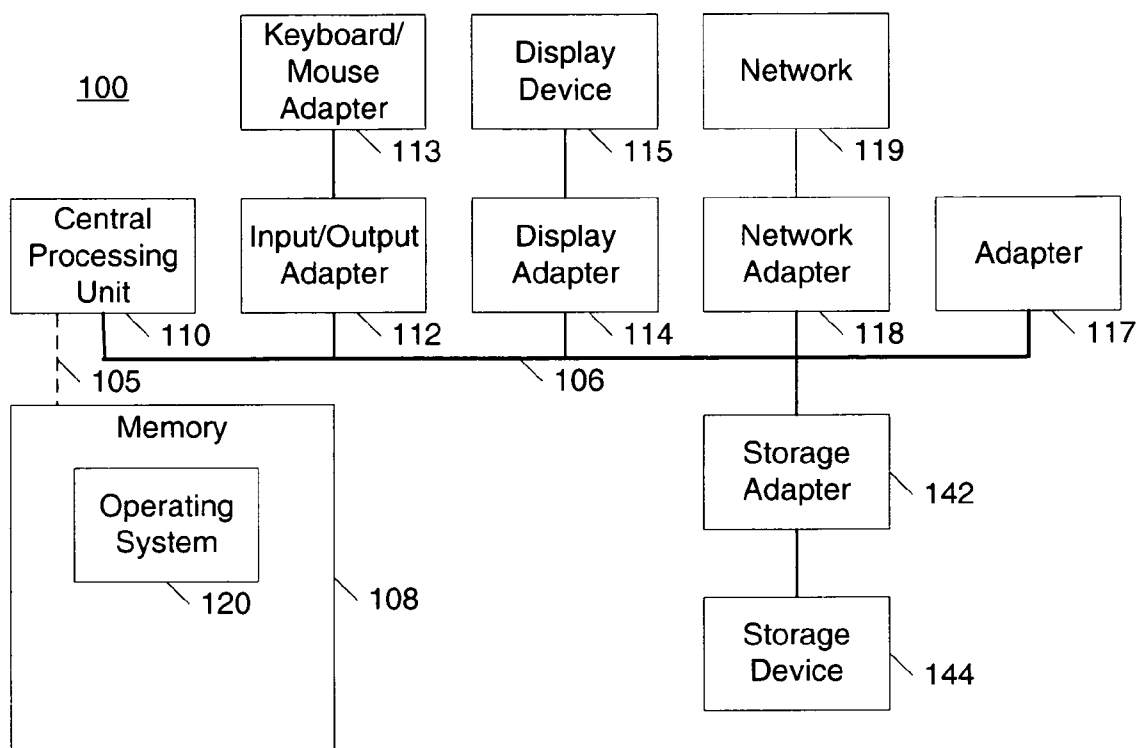 100
Keyboard/
Mouse
Adapter
113
Display
Device
115
Network
119
Central
Processing
Unit
110
Input/Output
Adapter
112
Display
Adapter
114
Network
Adapter
118
Adapter
117
105
106
Memory
Operating
System
120
108
Storage
Adapter
142
Storage
Device
144